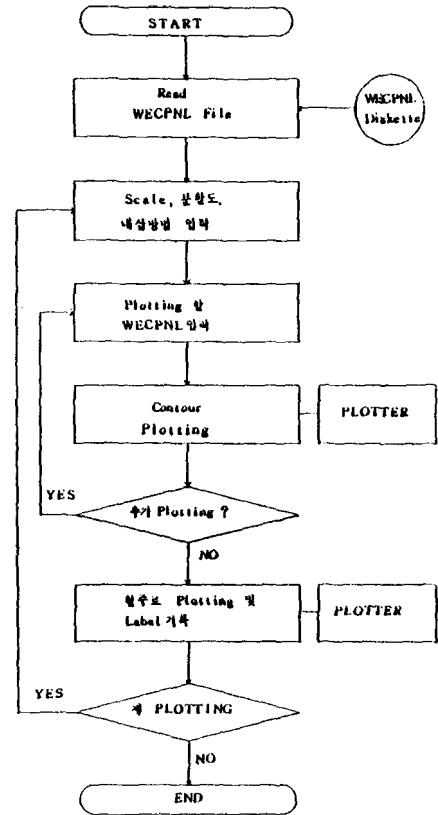 START
Read
WECPNL File
WECPNL
Diskette
Scale, 분할도,
내삽방법 입력
Plotting 할
WECPNL 입력
Contour
Plotting
PLOTTER
YES
추가 Plotting ?
NO
활주로 Plotting 및
Label 기록
PLOTTER
YES
재 PLOTTING
NO
END